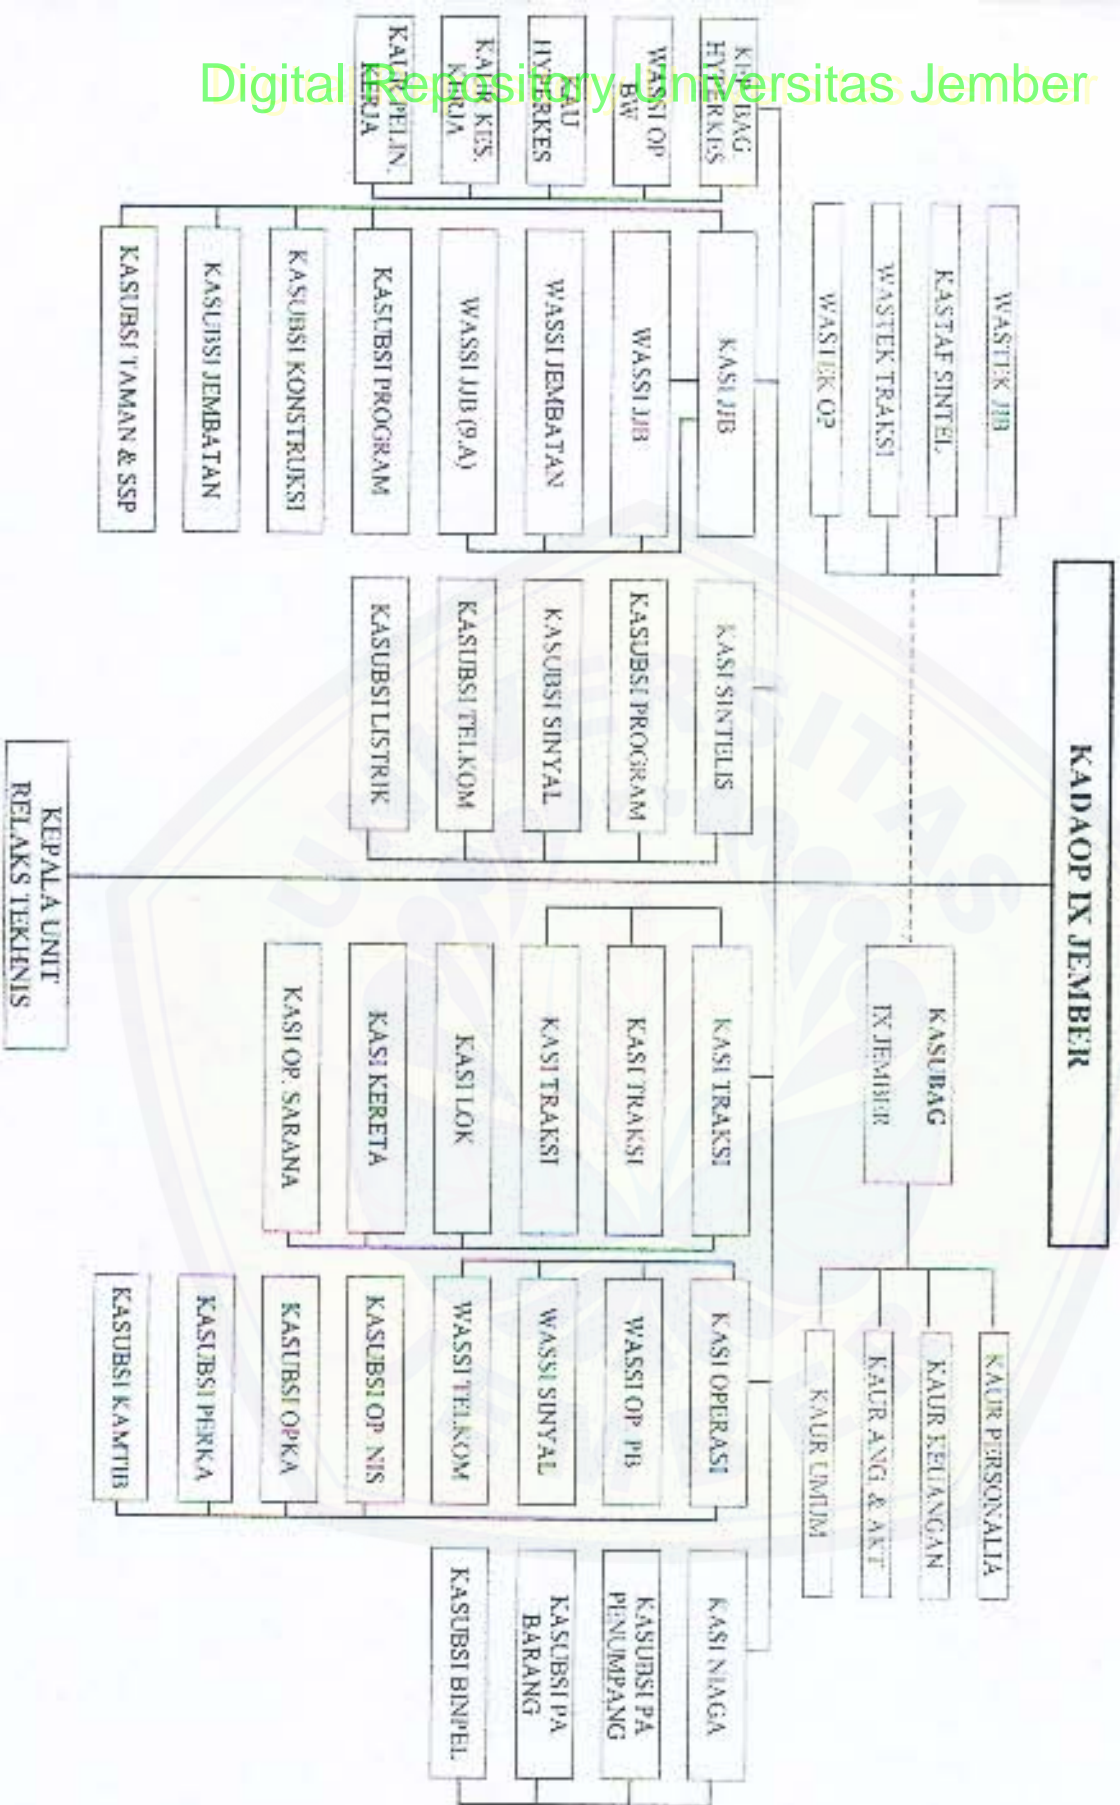 Digital Repository Universitas Jember
KADAOP IX JEMBER
WASTEK JJB
KASTAF SINTEL
WASTEK TRAKSI
WASTEK OP
KASUBAG
IX JEMBER
KAUR PERSONALIA
KAUR KEUANGAN
KAUR ANG & AKT
KAUR UMUM
BAG.
HYPERKES
WASSI OP
BW
KAU
HYPERKES
KAUR KES.
KERJA
KAUR PELIN.
KERJA
KASI JJB
WASSI JJB
WASSI JEMBATAN
WASSI JJB (9.A)
KASUBSI PROGRAM
KASUBSI KONSTRUKSI
KASUBSI JEMBATAN
KASUBSI TAMAN & SSP
KASI SINTELIS
KASUBSI PROGRAM
KASUBSI SINYAL
KASUBSI TELKOM
KASUBSI LISTRIK
KASI TRAKSI
KASI TRAKSI
KASI TRAKSI
KASI LOK
KASI KERETA
KASI OP. SARANA
KASI OPERASI
WASSI OP PB
WASSI SINYAL
WASSI TELKOM
KASUBSI OP NIS
KASUBSI OPKA
KASUBSI PERKA
KASUBSI KAMTIB
KASI NIAGA
KASUBSI PA
PENUMPANG
KASUBSI PA
BARANG
KASUBSI BINPEL
KEPALA UNIT
RELAKS TEKHNIS